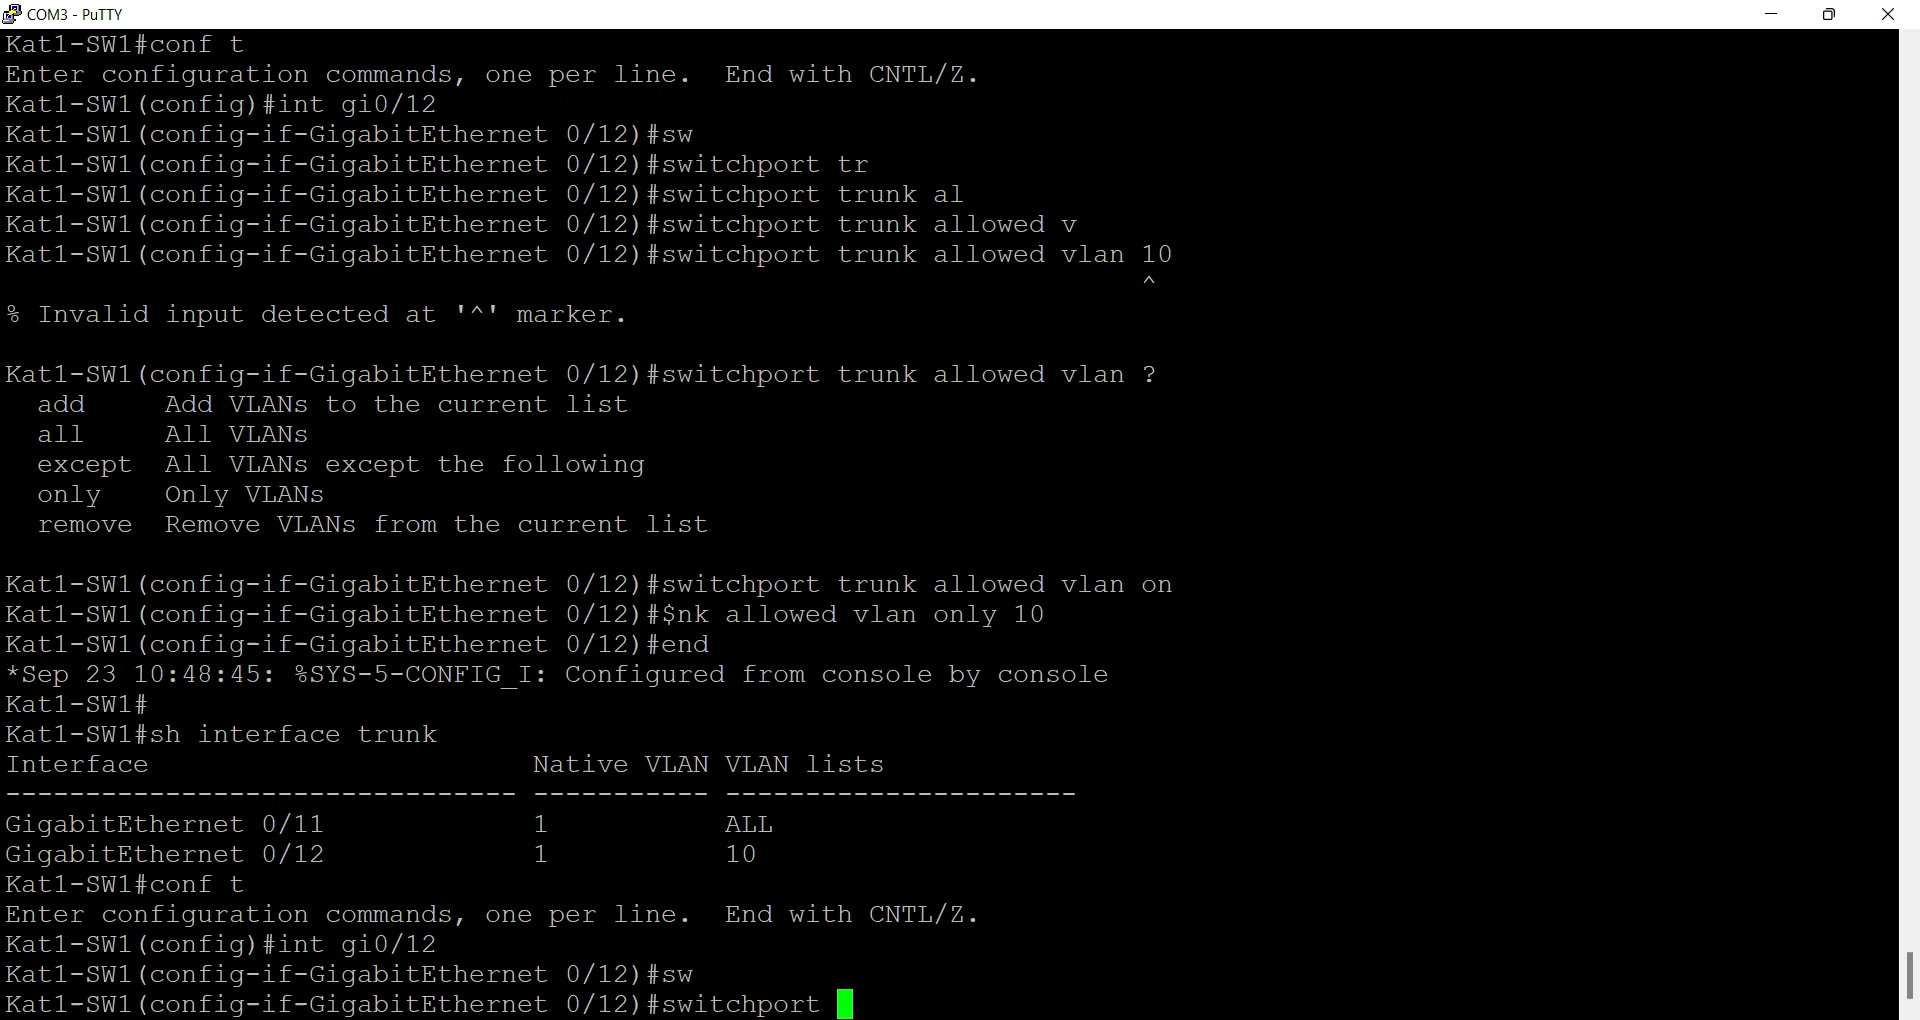 COM3 - PuTTY
Kat1-SW1#conf t
Enter configuration commands, one per line.  End with CNTL/Z.
Kat1-SW1(config)#int gi0/12
Kat1-SW1(config-if-GigabitEthernet 0/12)#sw
Kat1-SW1(config-if-GigabitEthernet 0/12)#switchport tr
Kat1-SW1(config-if-GigabitEthernet 0/12)#switchport trunk al
Kat1-SW1(config-if-GigabitEthernet 0/12)#switchport trunk allowed v
Kat1-SW1(config-if-GigabitEthernet 0/12)#switchport trunk allowed vlan 10
^
% Invalid input detected at '^' marker.
Kat1-SW1(config-if-GigabitEthernet 0/12)#switchport trunk allowed vlan ?
  add     Add VLANs to the current list
  all     All VLANs
  except  All VLANs except the following
  only    Only VLANs
  remove  Remove VLANs from the current list
Kat1-SW1(config-if-GigabitEthernet 0/12)#switchport trunk allowed vlan on
Kat1-SW1(config-if-GigabitEthernet 0/12)#$nk allowed vlan only 10
Kat1-SW1(config-if-GigabitEthernet 0/12)#end
*Sep 23 10:48:45: %SYS-5-CONFIG_I: Configured from console by console
Kat1-SW1#
Kat1-SW1#sh interface trunk
Interface                        Native VLAN VLAN lists
-------------------------------- ----------- ----------------------
GigabitEthernet 0/11             1           ALL
GigabitEthernet 0/12             1           10
Kat1-SW1#conf t
Enter configuration commands, one per line.  End with CNTL/Z.
Kat1-SW1(config)#int gi0/12
Kat1-SW1(config-if-GigabitEthernet 0/12)#sw
Kat1-SW1(config-if-GigabitEthernet 0/12)#switchport